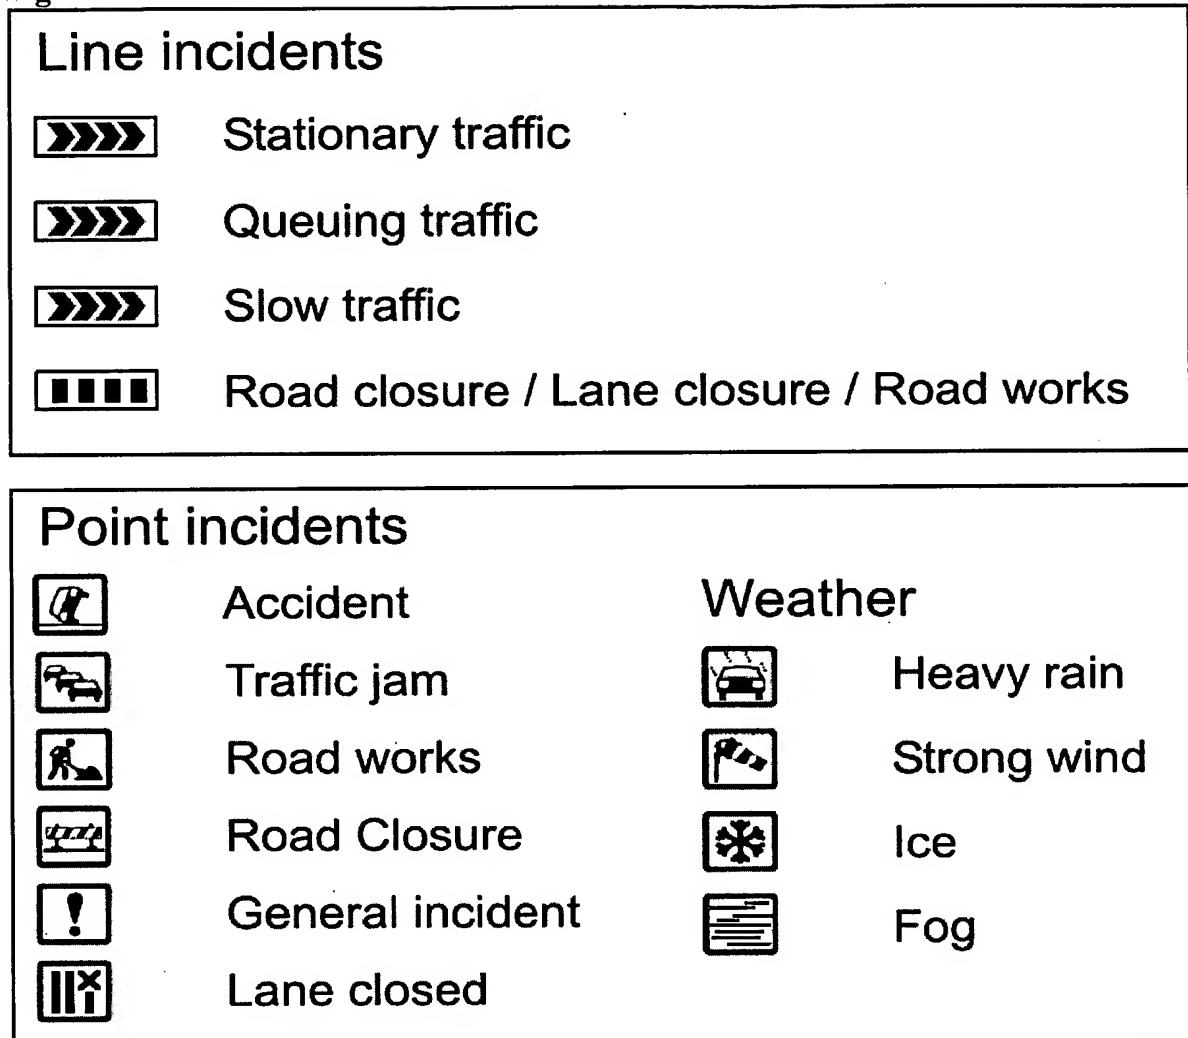 Line incidents
Stationary traffic
Queuing traffic
Slow traffic
Road closure / Lane closure / Road works
Point incidents
Accident
Traffic jam
Road works
Road Closure
General incident
Lane closed
Weather
Heavy rain
Strong wind
Ice
Fog